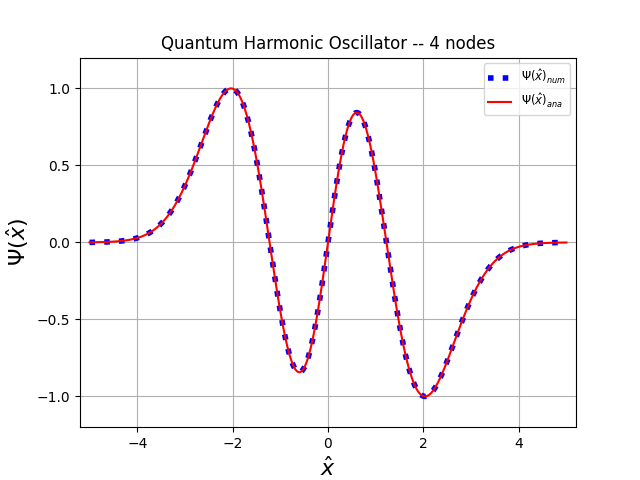 Quantum Harmonic Oscillator -- 4 nodes
Ψ(x̂)
1.0
0.5
0.0
−0.5
−1.0
Ψ(x̂)num
Ψ(x̂)ana
−4 −2 0 2 4
x̂